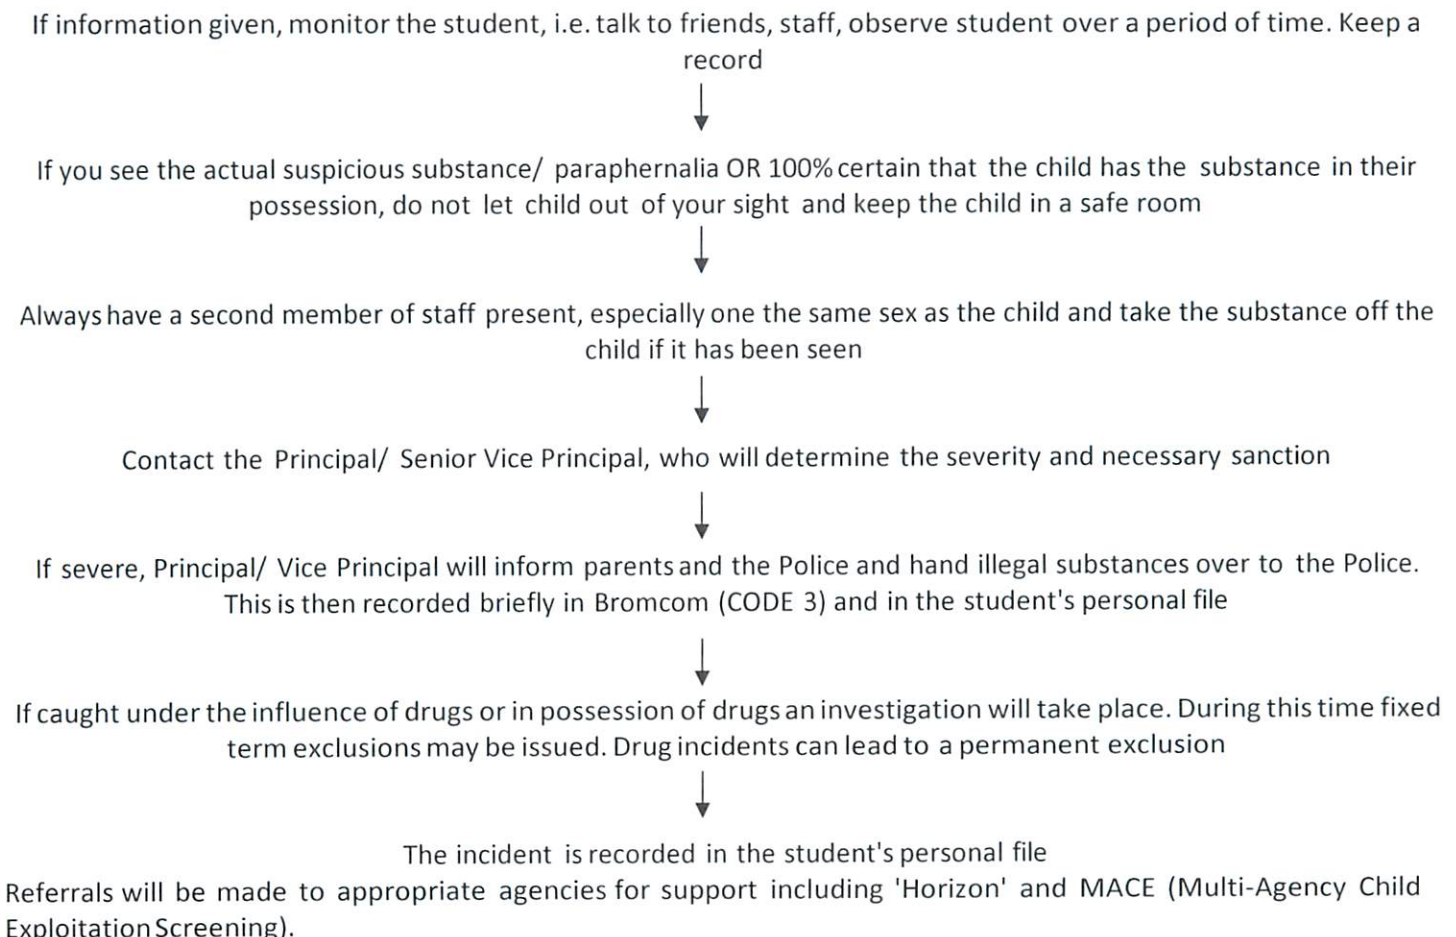 If information given, monitor the student, i.e. talk to friends, staff, observe student over a period of time. Keep a
record
If you see the actual suspicious substance/ paraphernalia OR 100% certain that the child has the substance in their
possession, do not let child out of your sight and keep the child in a safe room
Always have a second member of staff present, especially one the same sex as the child and take the substance off the
child if it has been seen
Contact the Principal/ Senior Vice Principal, who will determine the severity and necessary sanction
If severe, Principal/ Vice Principal will inform parents and the Police and hand illegal substances over to the Police.
This is then recorded briefly in Bromcom (CODE 3) and in the student's personal file
If caught under the influence of drugs or in possession of drugs an investigation will take place. During this time fixed
term exclusions may be issued. Drug incidents can lead to a permanent exclusion
The incident is recorded in the student's personal file
Referrals will be made to appropriate agencies for support including 'Horizon' and MACE (Multi-Agency Child
Exploitation Screening).